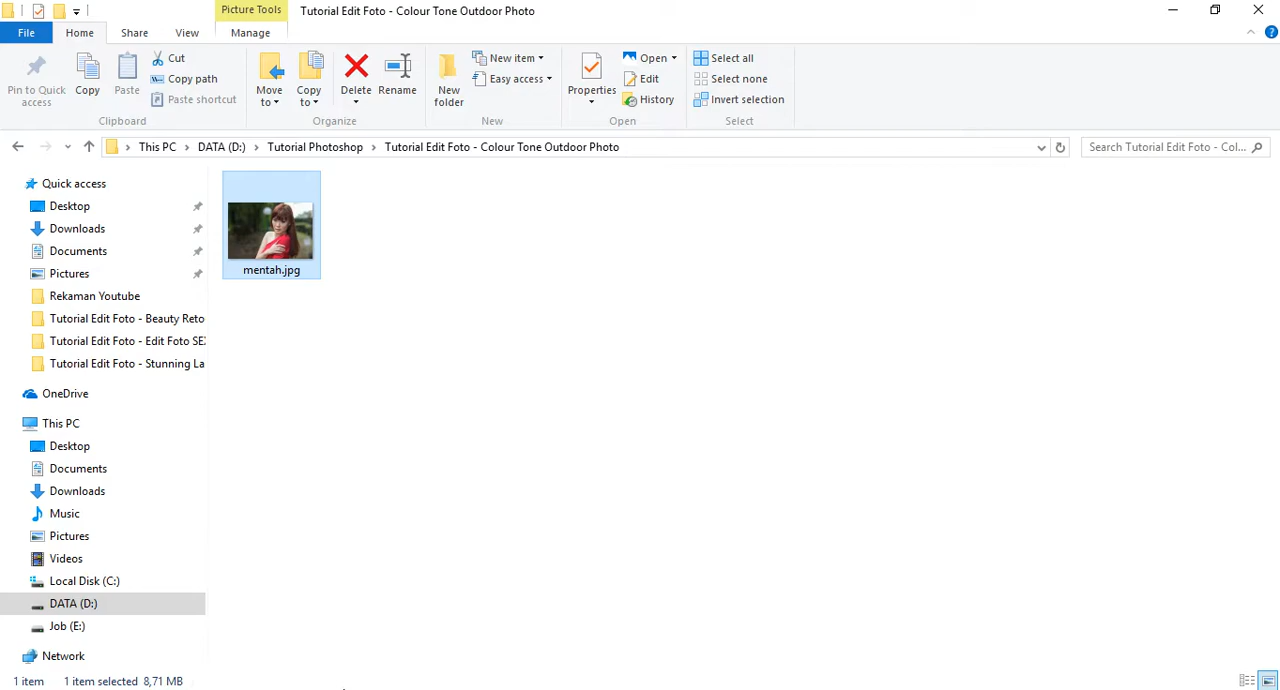 Picture Tools
Tutorial Edit Foto - Colour Tone Outdoor Photo
File
Home
Share
View
Manage
Pin to Quick access
Copy
Paste
Cut
Copy path
Paste shortcut
Clipboard
Move to
Copy to
Delete
Rename
Organize
New folder
New item
Easy access
New
Properties
Open
Edit
History
Open
Select all
Select none
Invert selection
Select
This PC
DATA (D:)
Tutorial Photoshop
Tutorial Edit Foto - Colour Tone Outdoor Photo
Search Tutorial Edit Foto - Col...
Quick access
Desktop
Downloads
Documents
Pictures
Rekaman Youtube
Tutorial Edit Foto - Beauty Reto
Tutorial Edit Foto - Edit Foto SE
Tutorial Edit Foto - Stunning La
OneDrive
This PC
Desktop
Documents
Downloads
Music
Pictures
Videos
Local Disk (C:)
DATA (D:)
Job (E:)
Network
mentah.jpg
1 item
1 item selected 8,71 MB